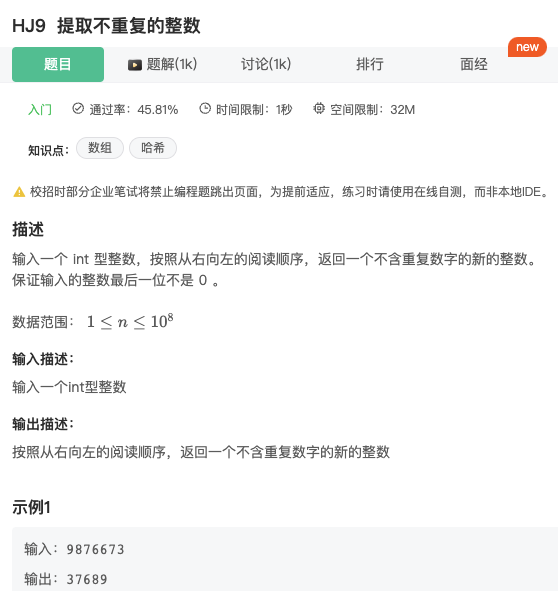 HJ9 提取不重复的整数
new
题目 题解(1k) 讨论(1k) 排行 面经
入门 通过率：45.81% 时间限制：1秒 空间限制：32M
知识点： 数组 哈希
校招时部分企业笔试将禁止编程题跳出页面，为提前适应，练习时请使用在线自测，而非本地IDE。
描述
输入一个 int 型整数，按照从右向左的阅读顺序，返回一个不含重复数字的新的整数。
保证输入的整数最后一位不是 0 。
数据范围： 1 ≤ n ≤ 10⁸
输入描述：
输入一个int型整数
输出描述：
按照从右向左的阅读顺序，返回一个不含重复数字的新的整数
示例1
输入：9876673
输出：37689